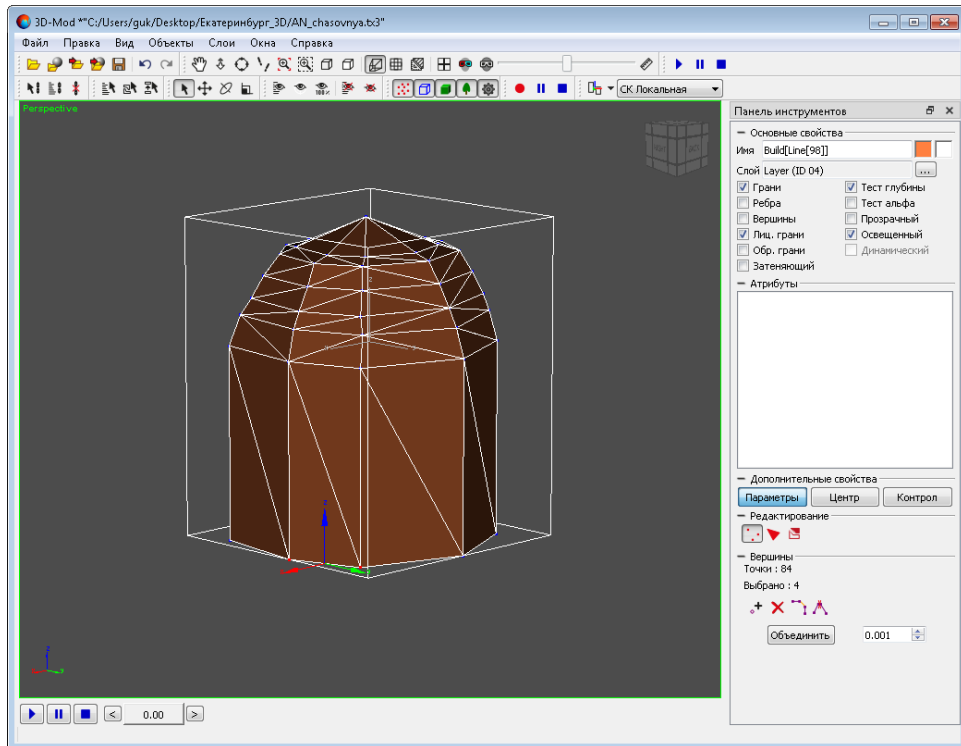 3D-Mod *"C:/Users/guk/Desktop/Екатеринбург_3D/AN_chasovnya.tx3"
Файл Правка Вид Объекты Слои Окна Справка
СК Локальная
Perspective
Панель инструментов
Основные свойства
Имя Build[Line[98]]
Слой Layer (ID 04) ...
Грани Тест глубины
Ребра Тест альфа
Вершины Прозрачный
Лиц. грани Освещенный
Обр. грани Динамический
Затеняющий
Атрибуты
Дополнительные свойства
Параметры Центр Контрол
Редактирование
Вершины
Точки : 84
Выбрано : 4
Объединить 0.001
< 0.00 >